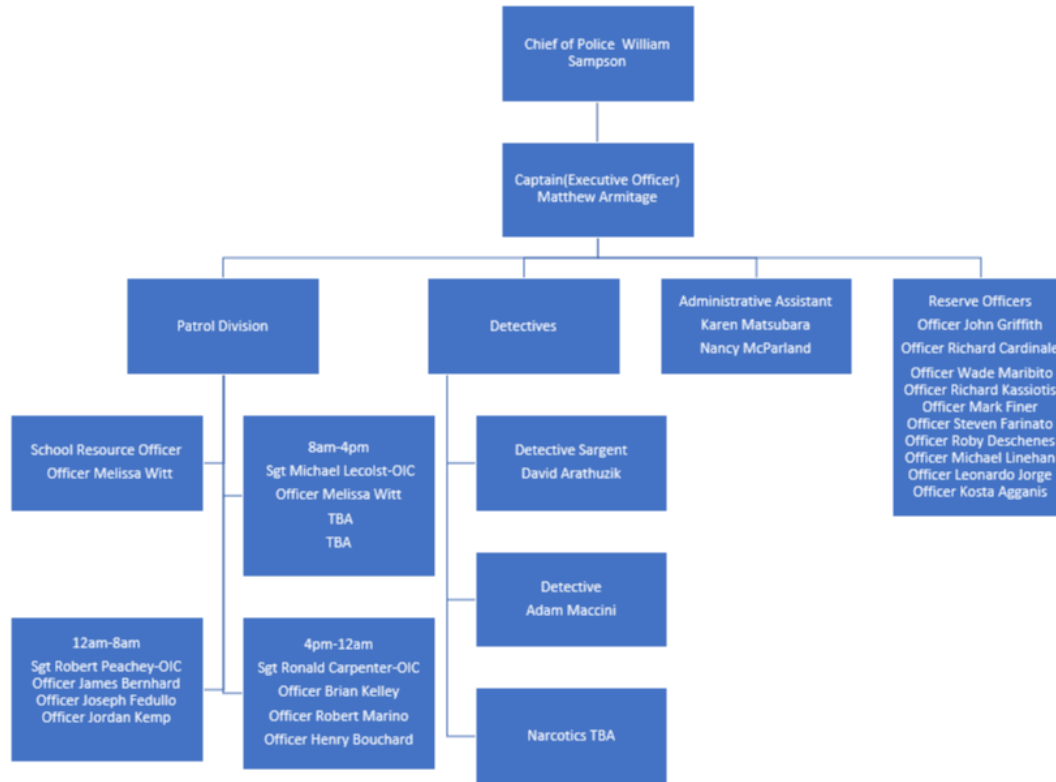 Chief of Police William
Sampson
Captain(Executive Officer)
Matthew Armitage
Patrol Division
Detectives
Administrative Assistant
Karen Matsubara
Nancy McParland
Reserve Officers
Officer John Griffith
Officer Richard Cardinale
Officer Wade Maribito
Officer Richard Kassiotis
Officer Mark Finer
Officer Steven Farinato
Officer Roby Deschenes
Officer Michael Linehan
Officer Leonardo Jorge
Officer Kosta Agganis
School Resource Officer
Officer Melissa Witt
8am-4pm
Sgt Michael Lecolst-OIC
Officer Melissa Witt
TBA
TBA
Detective Sargent
David Arathuzik
12am-8am
Sgt Robert Peachey-OIC
Officer James Bernhard
Officer Joseph Fedullo
Officer Jordan Kemp
4pm-12am
Sgt Ronald Carpenter-OIC
Officer Brian Kelley
Officer Robert Marino
Officer Henry Bouchard
Detective
Adam Maccini
Narcotics TBA